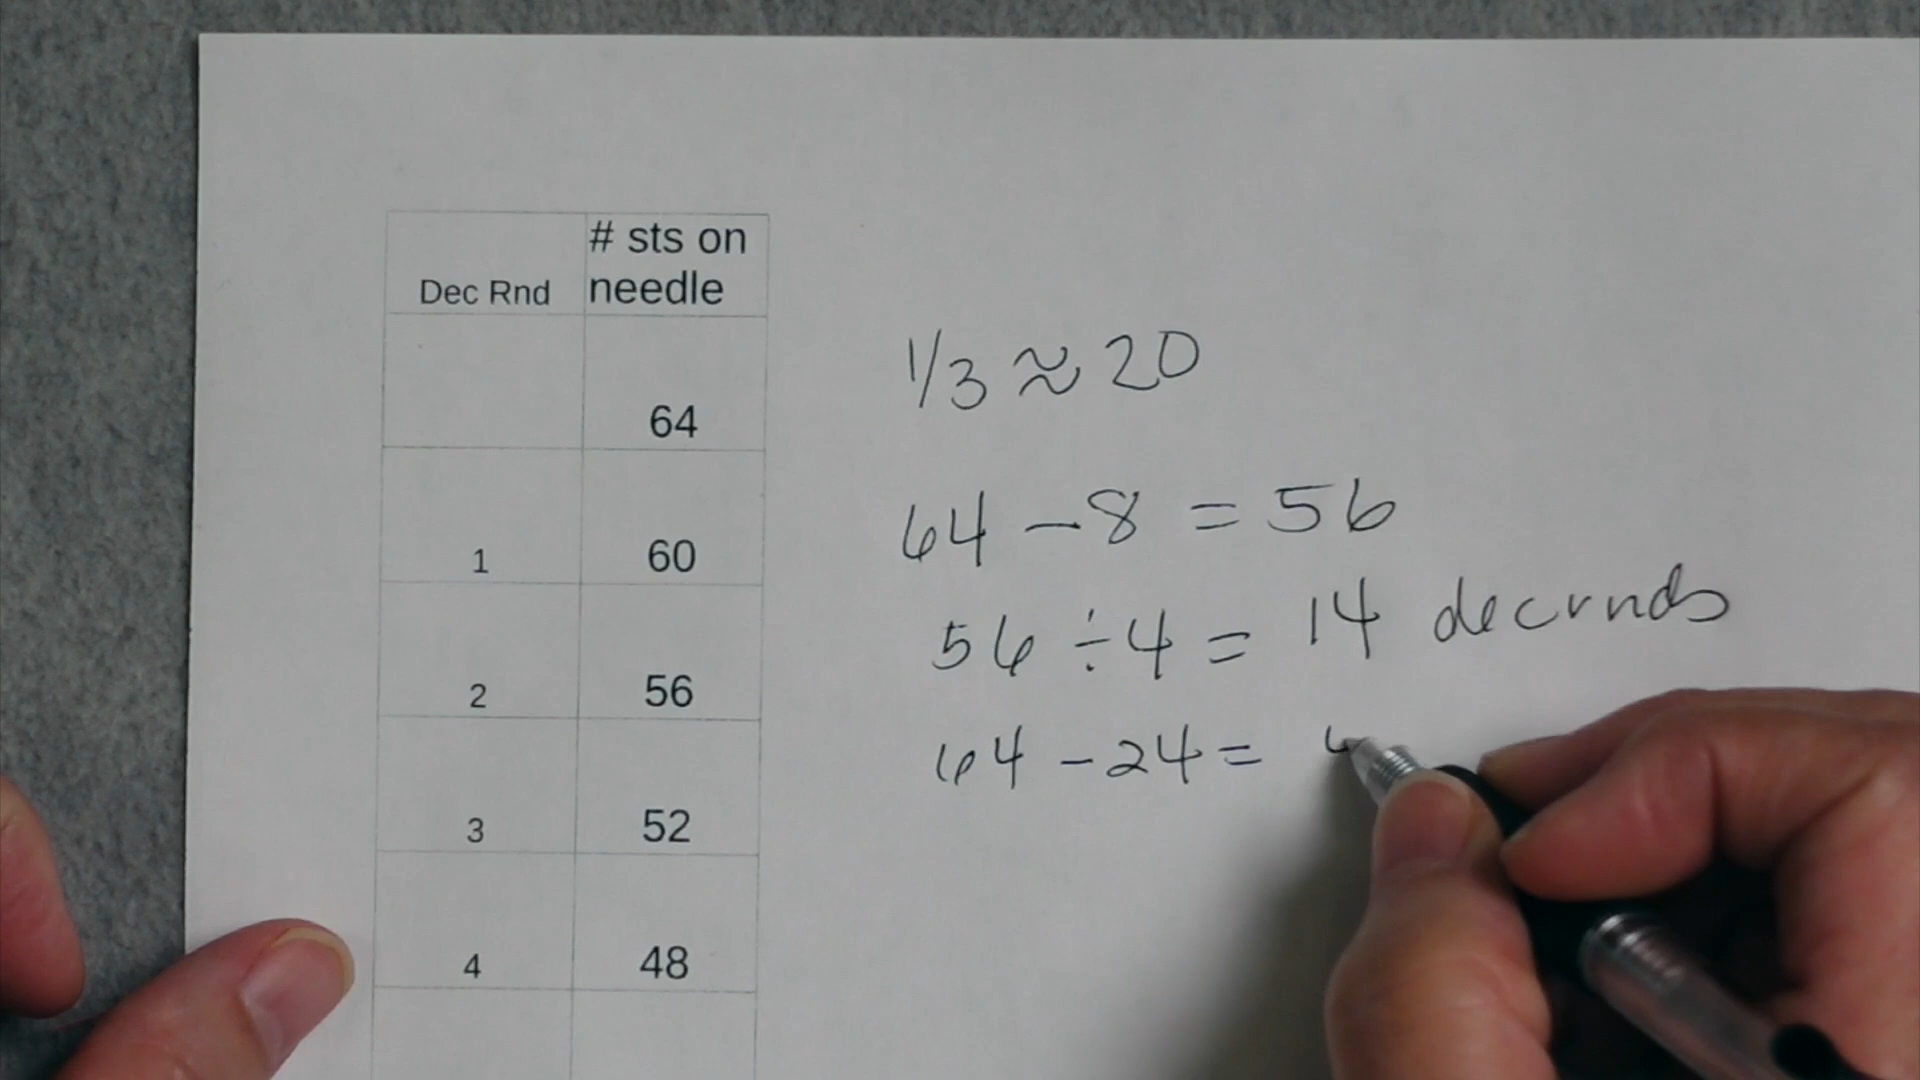 # sts on
needle
Dec Rnd
64
1 60
2 56
3 52
4 48
1/3 ≈ 20
64 - 8 = 56
56 ÷ 4 = 14 decrnds
64 - 24 =